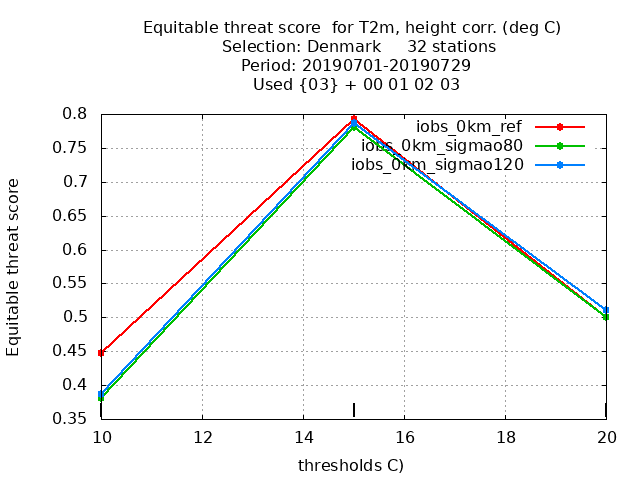 Equitable threat score  for T2m, height corr. (deg C)
Selection: Denmark     32 stations
Period: 20190701-20190729
Used {03} + 00 01 02 03
0.8
0.75
0.7
0.65
0.6
0.55
0.5
0.45
0.4
0.35
Equitable threat score
iobs_0km_ref
iobs_0km_sigmao80
iobs_0km_sigmao120
10 12 14 16 18 20
thresholds C)